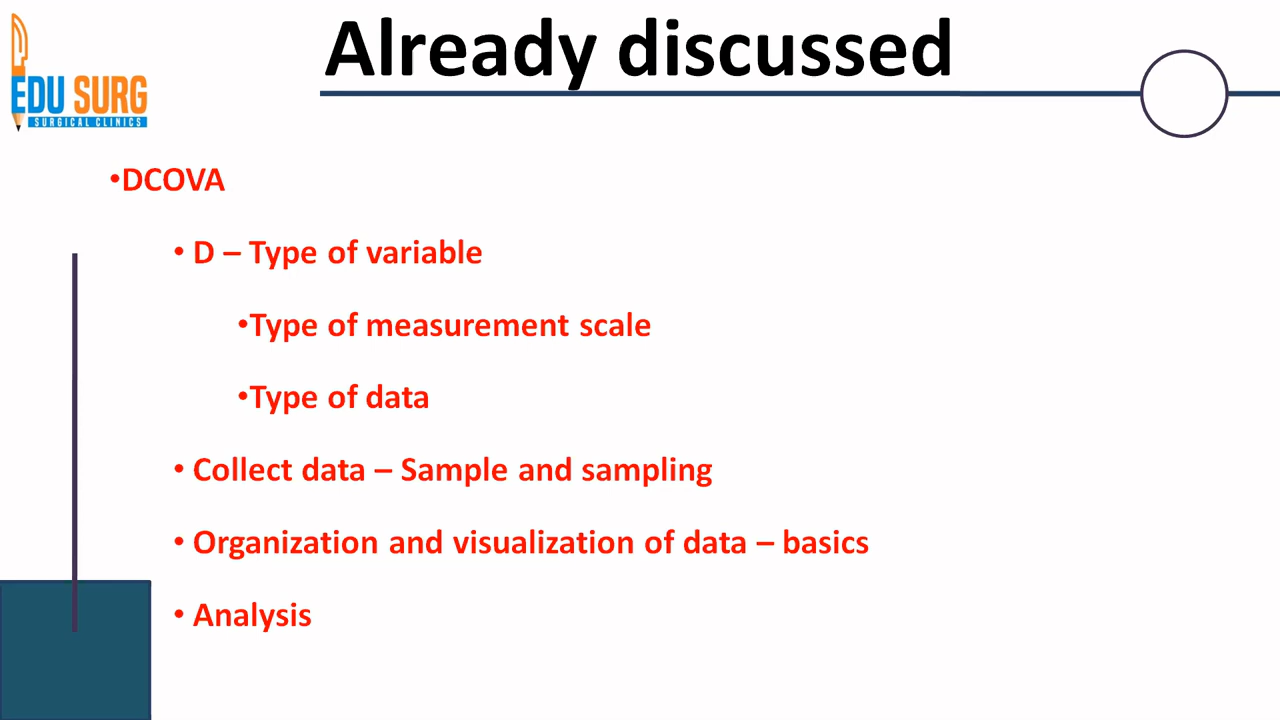 Already discussed
EDU SURG
SURGICAL CLINICS
•DCOVA
• D – Type of variable
•Type of measurement scale
•Type of data
• Collect data – Sample and sampling
• Organization and visualization of data – basics
• Analysis